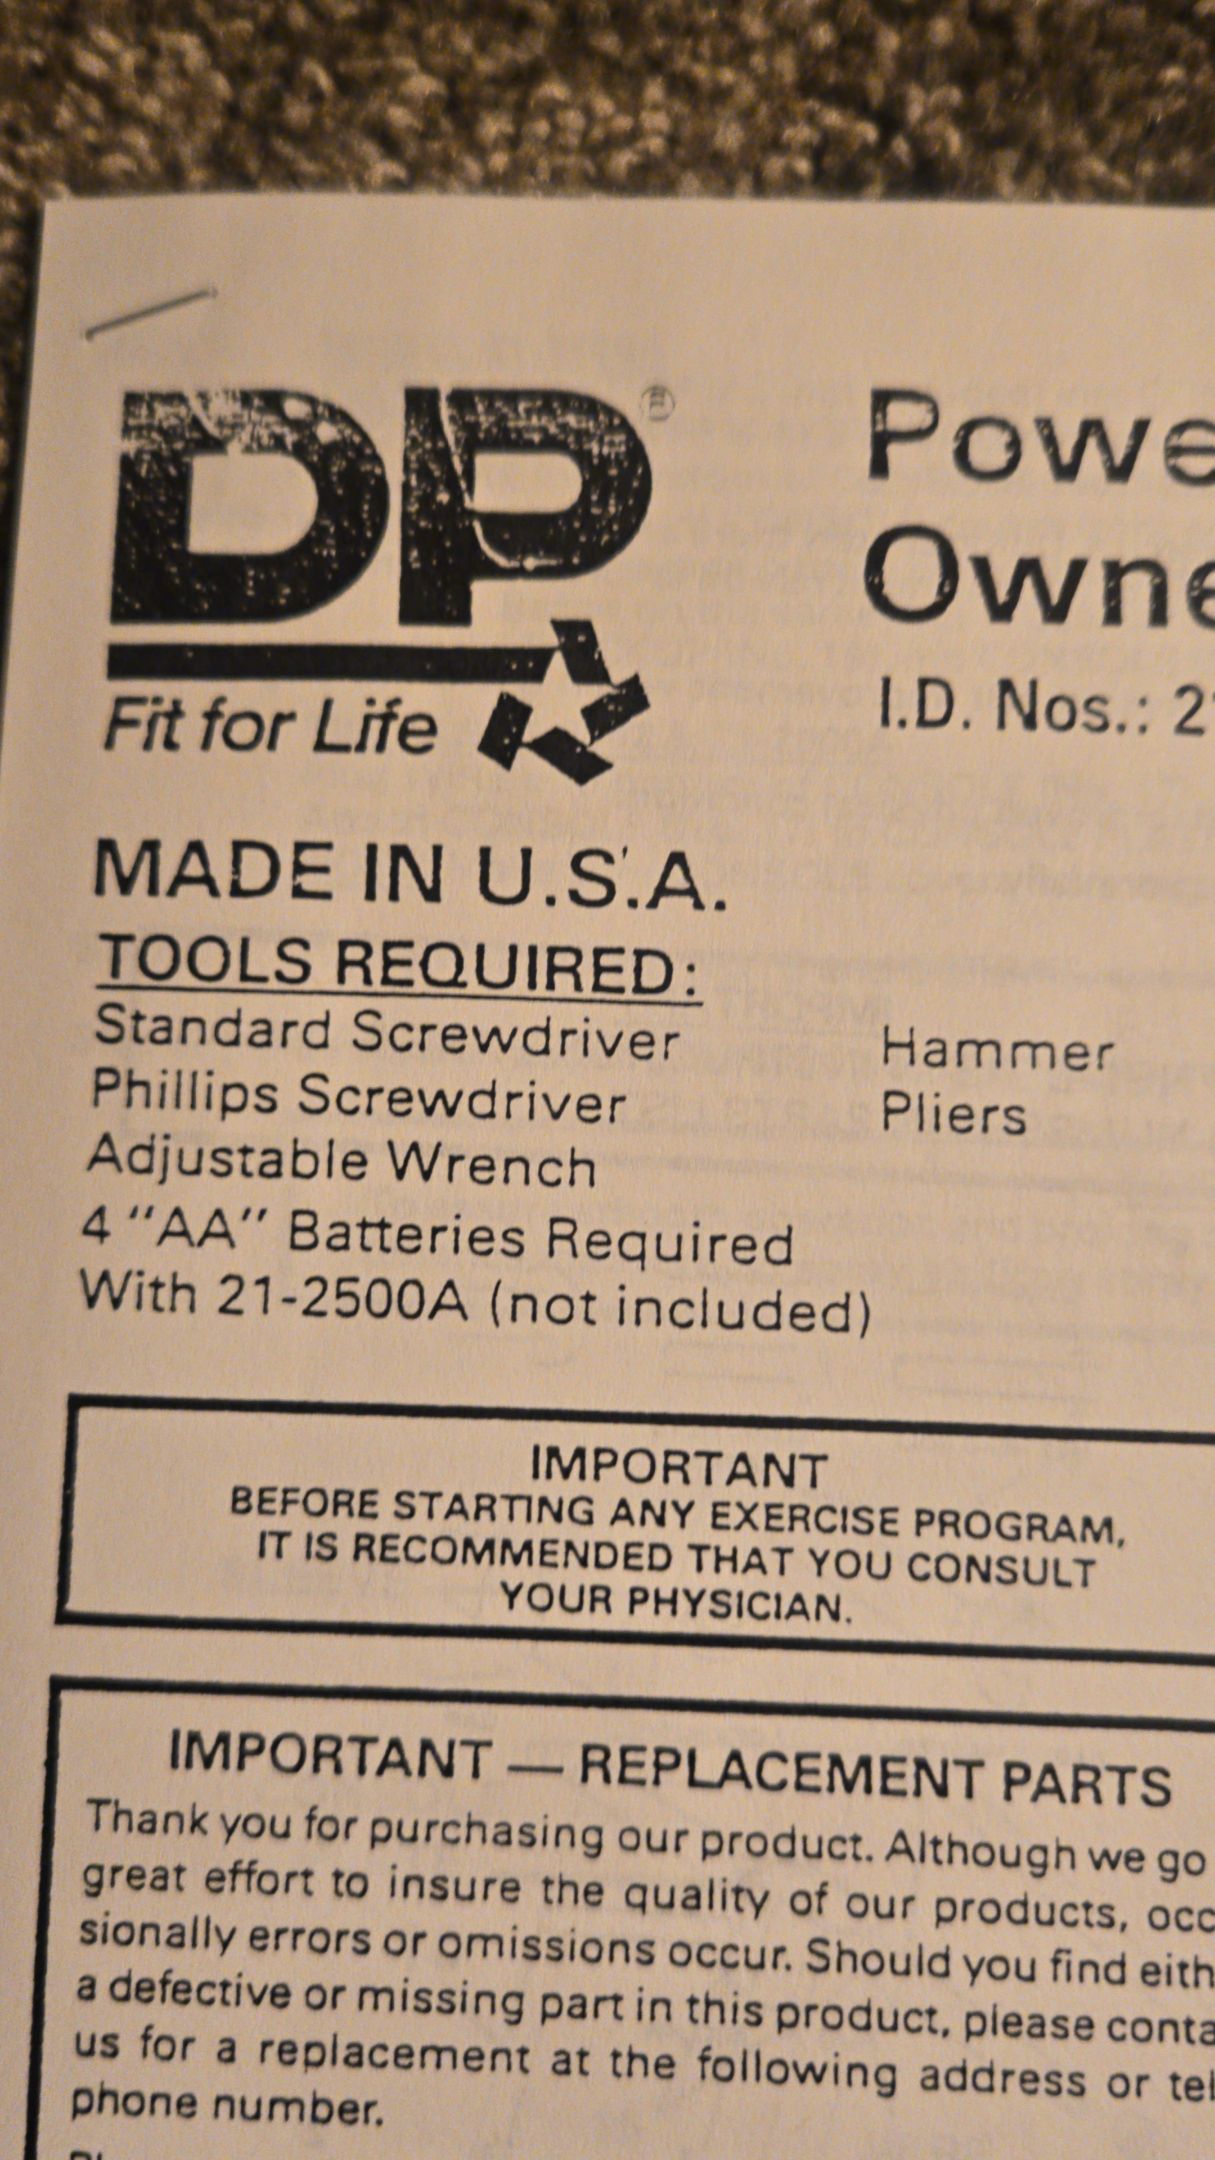 DP
Fit for Life
Powe
Owne
I.D. Nos.: 2
MADE IN U.S.A.
TOOLS REQUIRED:
Standard Screwdriver
Phillips Screwdriver
Adjustable Wrench
Hammer
Pliers
4 "AA" Batteries Required
With 21-2500A (not included)
IMPORTANT
BEFORE STARTING ANY EXERCISE PROGRAM,
IT IS RECOMMENDED THAT YOU CONSULT
YOUR PHYSICIAN.
IMPORTANT — REPLACEMENT PARTS
Thank you for purchasing our product. Although we go
great effort to insure the quality of our products, occ
sionally errors or omissions occur. Should you find eith
a defective or missing part in this product, please conta
us for a replacement at the following address or tel
phone number.